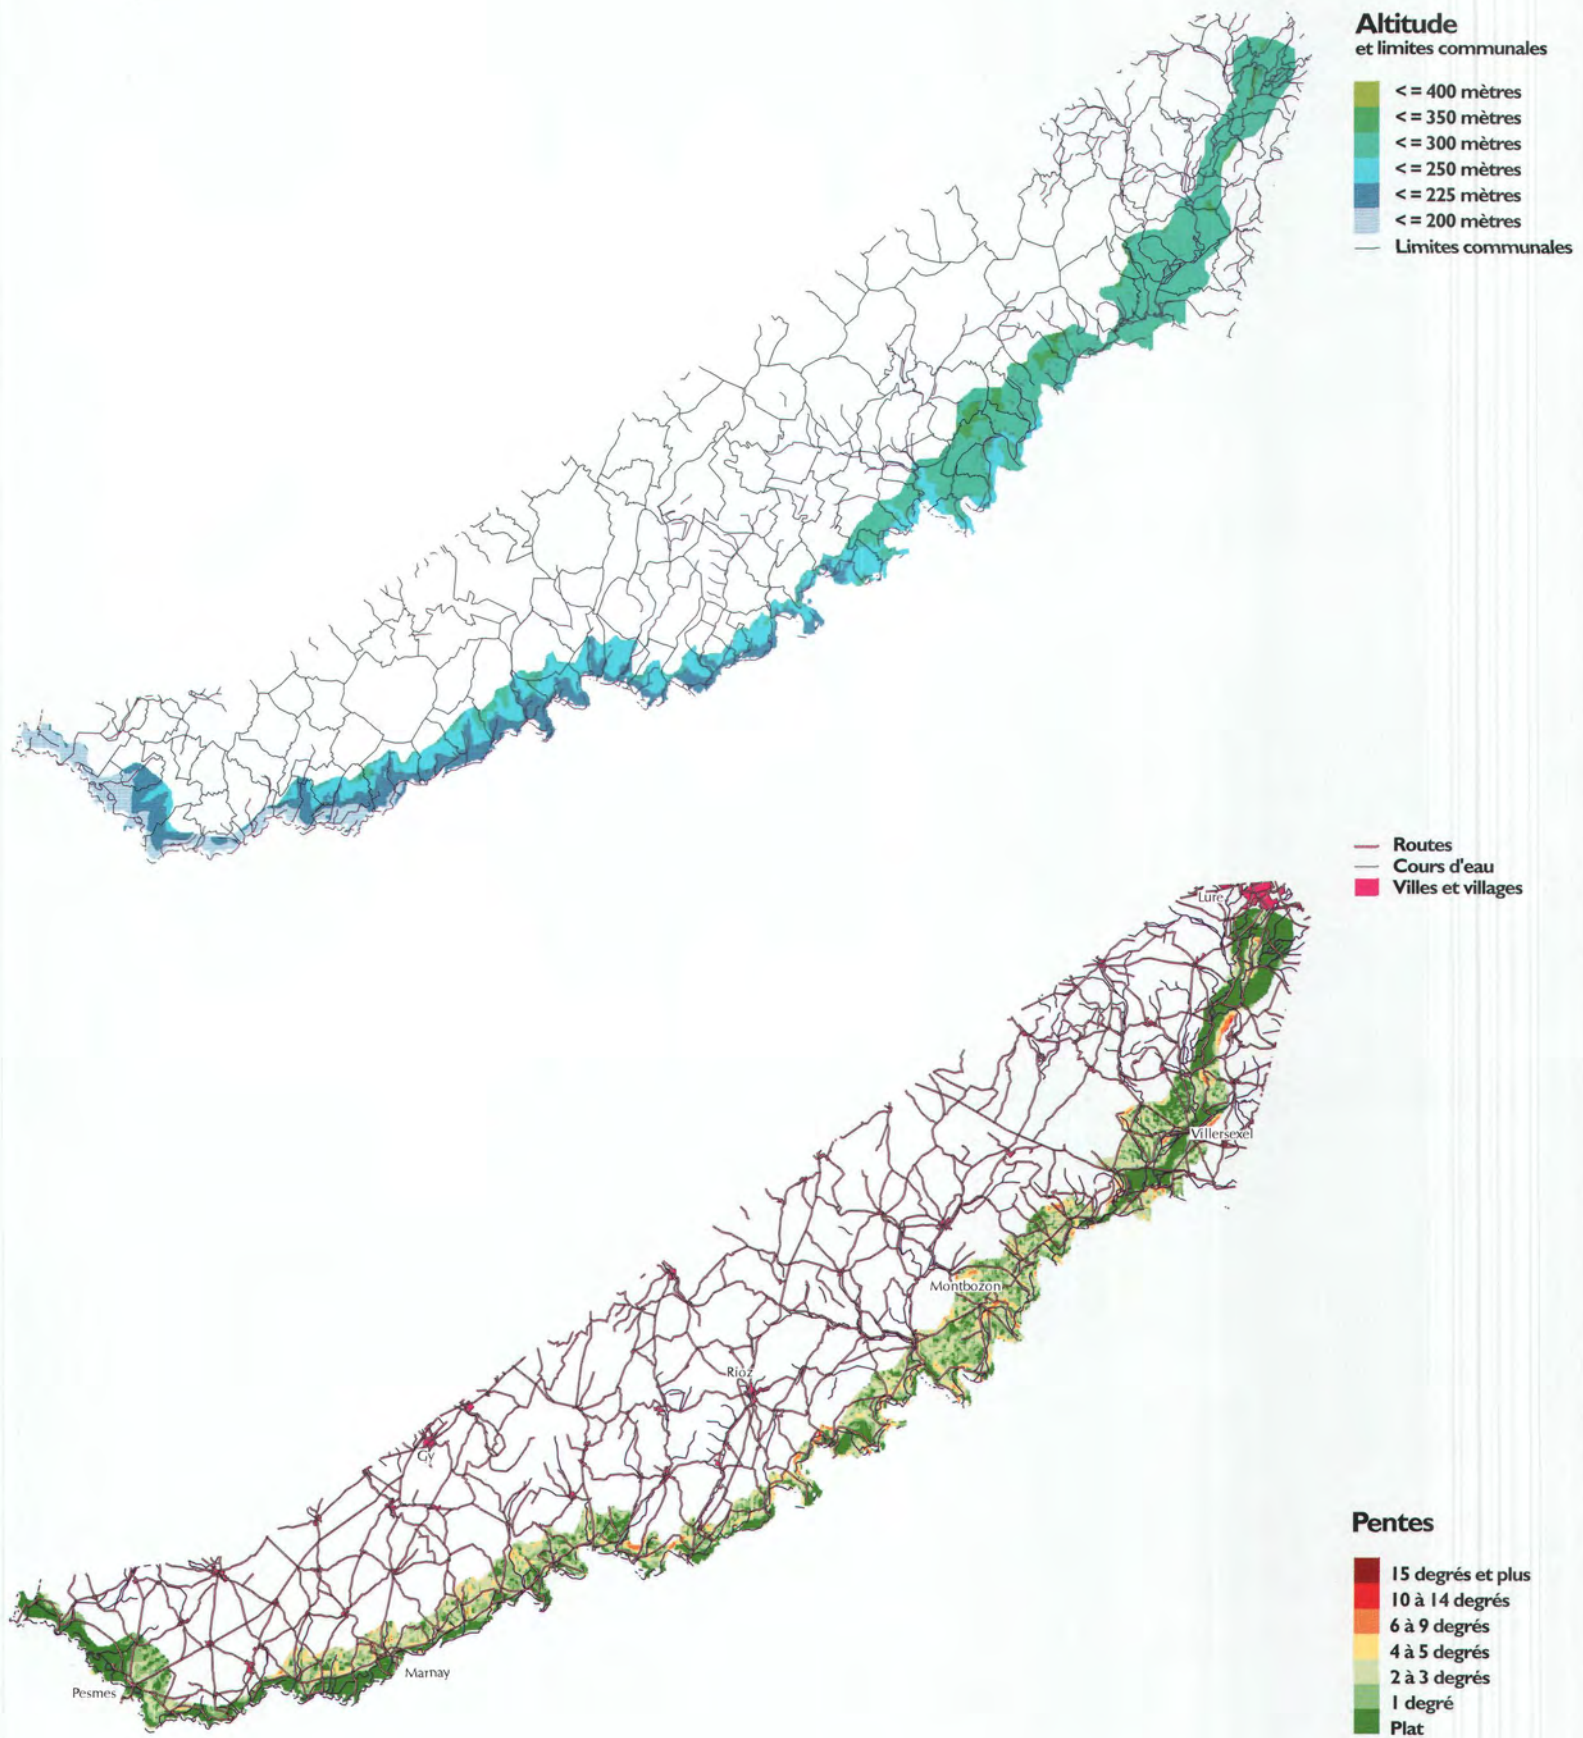 Altitude
et limites communales
< = 400 mètres
< = 350 mètres
< = 300 mètres
< = 250 mètres
< = 225 mètres
< = 200 mètres
Limites communales
Routes
Cours d'eau
Villes et villages
Lure
Villersexel
Montbozon
Rioz
Gy
Marnay
Pesmes
Pentes
15 degrés et plus
10 à 14 degrés
6 à 9 degrés
4 à 5 degrés
2 à 3 degrés
1 degré
Plat